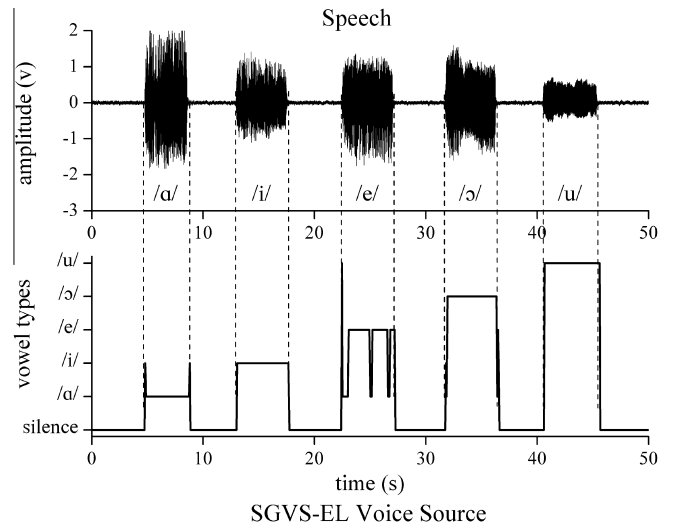 Speech
amplitude (v)
2
1
0
-1
-2
-3
/ɑ/ /i/ /e/ /ɔ/ /u/
0 10 20 30 40 50
vowel types
/u/
/ɔ/
/e/
/i/
/ɑ/
silence
0 10 20 30 40 50
time (s)
SGVS-EL Voice Source